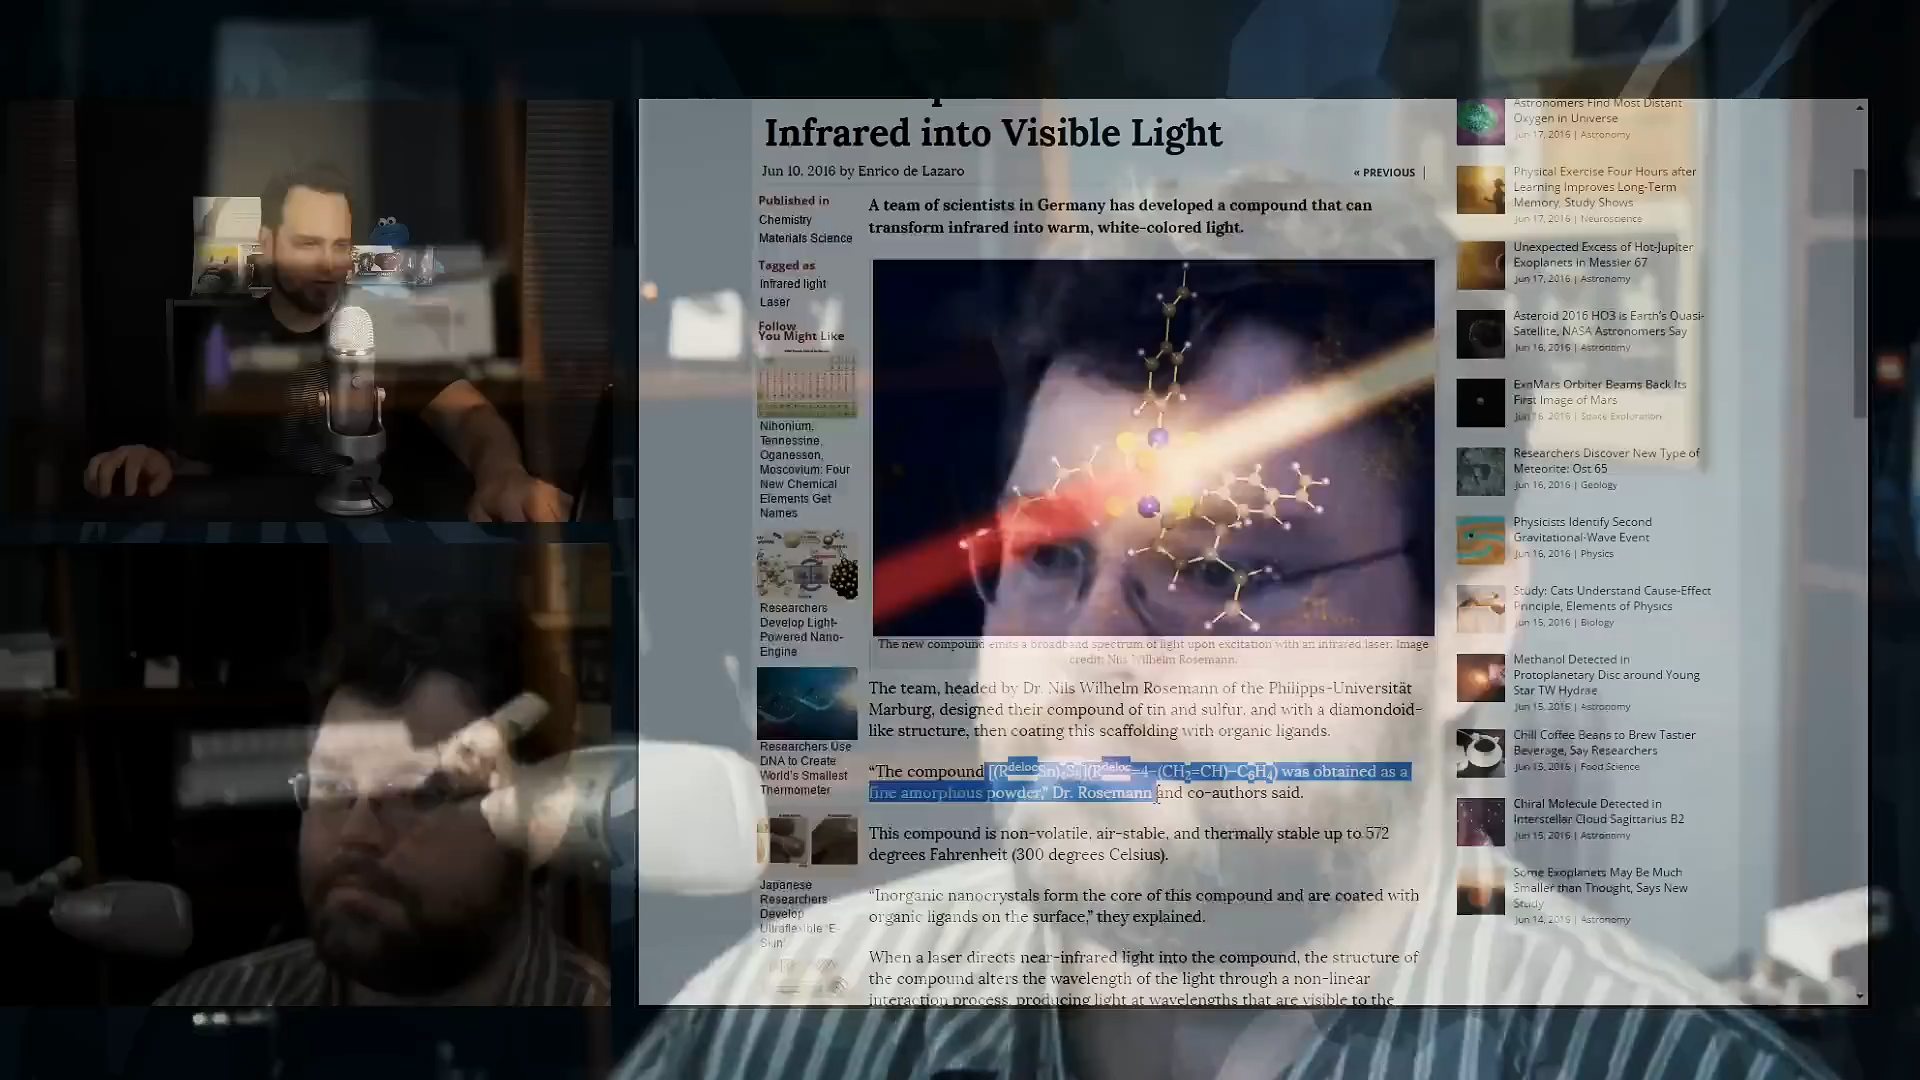 Infrared into Visible Light
Jun 10, 2016 by Enrico de Lazaro
« PREVIOUS |
Published in
Chemistry
Materials Science
Tagged as
Infrared light
Laser
Follow
You Might Like
Nihonium,
Tennessine,
Oganesson,
Moscovium: Four
New Chemical
Elements Get
Names
Researchers
Develop Light-
Powered Nano-
Engine
Researchers Use
DNA to Create
World's Smallest
Thermometer
Japanese
Researchers
Develop
Ultraflexible 'E-
Skin'
A team of scientists in Germany has developed a compound that can
transform infrared into warm, white-colored light.
The new compound emits a broadband spectrum of light upon excitation with an infrared laser. Image
credit: Nils Wilhelm Rosemann.
The team, headed by Dr. Nils Wilhelm Rosemann of the Philipps-Universität
Marburg, designed their compound of tin and sulfur, and with a diamondoid-
like structure, then coating this scaffolding with organic ligands.
“The compound [(RdelocSn)4S6](Rdeloc=4-(CH2=CH)-C6H4) was obtained as a
fine amorphous powder,” Dr. Rosemann and co-authors said.
This compound is non-volatile, air-stable, and thermally stable up to 572
degrees Fahrenheit (300 degrees Celsius).
“Inorganic nanocrystals form the core of this compound and are coated with
organic ligands on the surface,” they explained.
When a laser directs near-infrared light into the compound, the structure of
the compound alters the wavelength of the light through a non-linear
interaction process, producing light at wavelengths that are visible to the
Astronomers Find Most Distant
Oxygen in Universe
Jun 17, 2016 | Astronomy
Physical Exercise Four Hours after
Learning Improves Long-Term
Memory, Study Shows
Jun 17, 2016 | Neuroscience
Unexpected Excess of Hot-Jupiter
Exoplanets in Messier 67
Jun 17, 2016 | Astronomy
Asteroid 2016 HO3 is Earth's Quasi-
Satellite, NASA Astronomers Say
Jun 16, 2016 | Astronomy
ExoMars Orbiter Beams Back Its
First Image of Mars
Jun 16, 2016 | Space Exploration
Researchers Discover New Type of
Meteorite: Ost 65
Jun 16, 2016 | Geology
Physicists Identify Second
Gravitational-Wave Event
Jun 16, 2016 | Physics
Study: Cats Understand Cause-Effect
Principle, Elements of Physics
Jun 15, 2016 | Biology
Methanol Detected in
Protoplanetary Disc around Young
Star TW Hydrae
Jun 15, 2016 | Astronomy
Chill Coffee Beans to Brew Tastier
Beverage, Say Researchers
Jun 15, 2016 | Food Science
Chiral Molecule Detected in
Interstellar Cloud Sagittarius B2
Jun 15, 2016 | Astronomy
Some Exoplanets May Be Much
Smaller than Thought, Says New
Study
Jun 14, 2016 | Astronomy